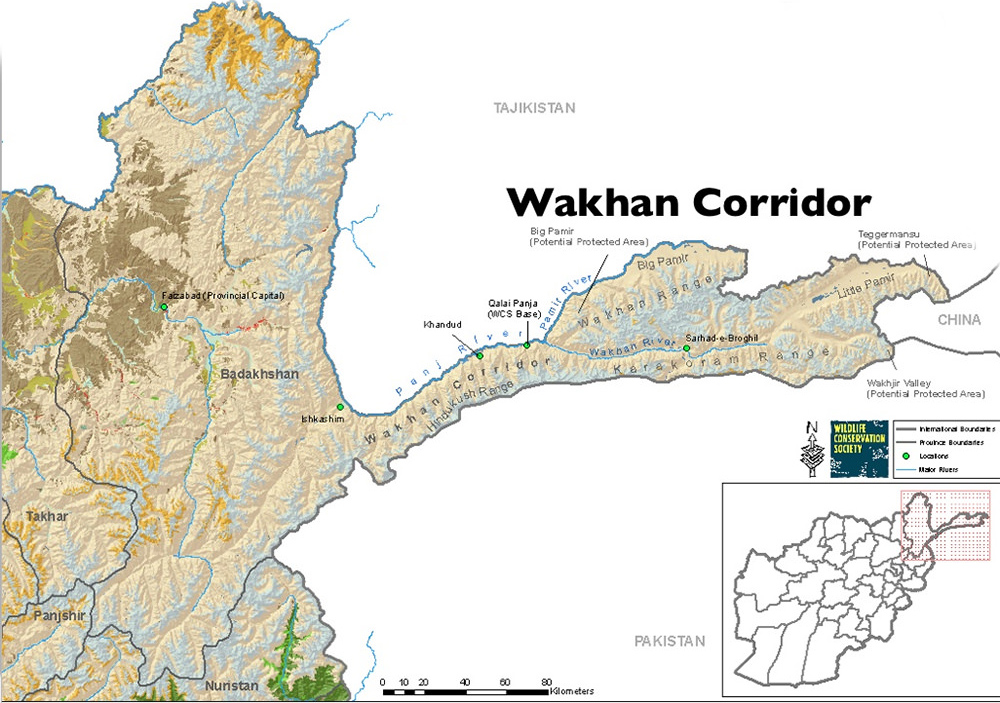 TAJIKISTAN
Wakhan Corridor
Big Pamir
(Potential Protected Area)
Teggermansu
(Potential Protected Area)
Big Pamir
Wakhan Range
Little Pamir
Pamir River
Faizabad (Provincial Capital)
Qalai Panja
(WCS Base)
CHINA
Khandud
Panj River
Sarhad-e-Broghil
Wakhan River
Karakoram Range
Badakhshan
Wakhan Corridor
Hindukush Range
Wakhjir Valley
(Potential Protected Area)
Ishkashim
N
WILDLIFE
CONSERVATION
SOCIETY
International Boundaries
Province Boundaries
Locations
Major Rivers
Takhar
Panjshir
PAKISTAN
Nuristan
0 10 20 40 60 80
Kilometers